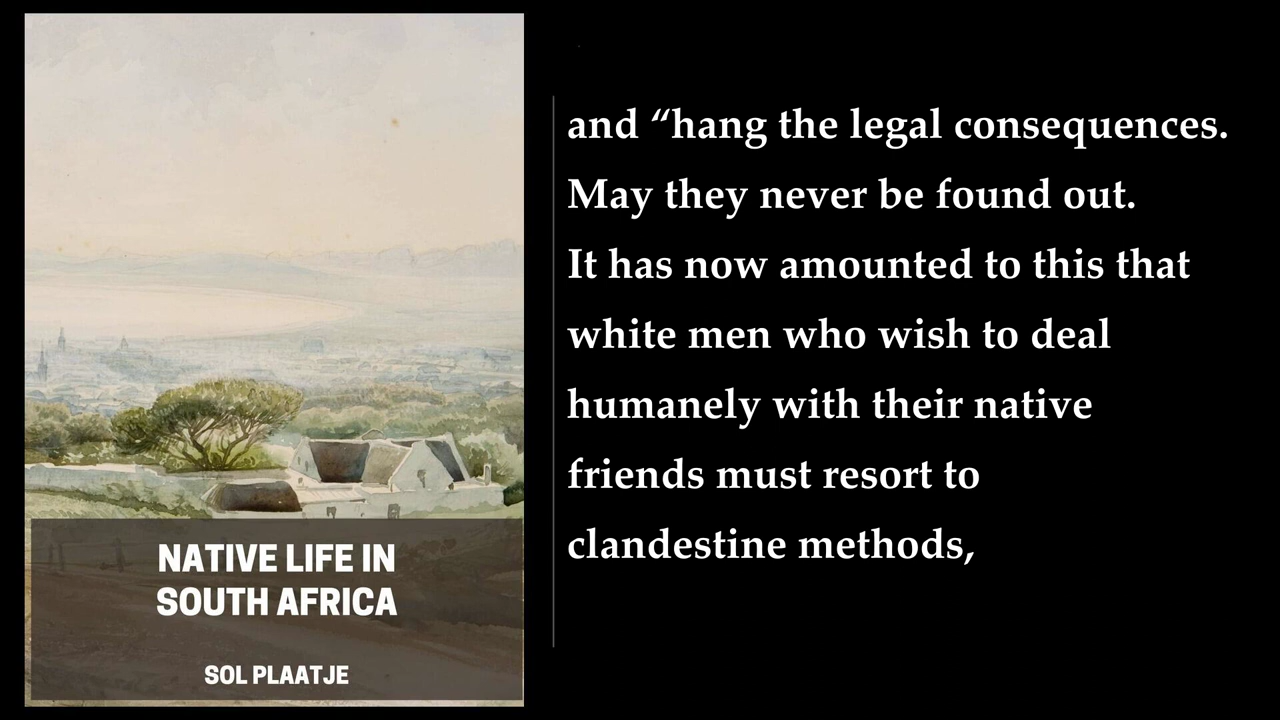 NATIVE LIFE IN
SOUTH AFRICA
SOL PLAATJE
and “hang the legal consequences.
May they never be found out.
It has now amounted to this that
white men who wish to deal
humanely with their native
friends must resort to
clandestine methods,